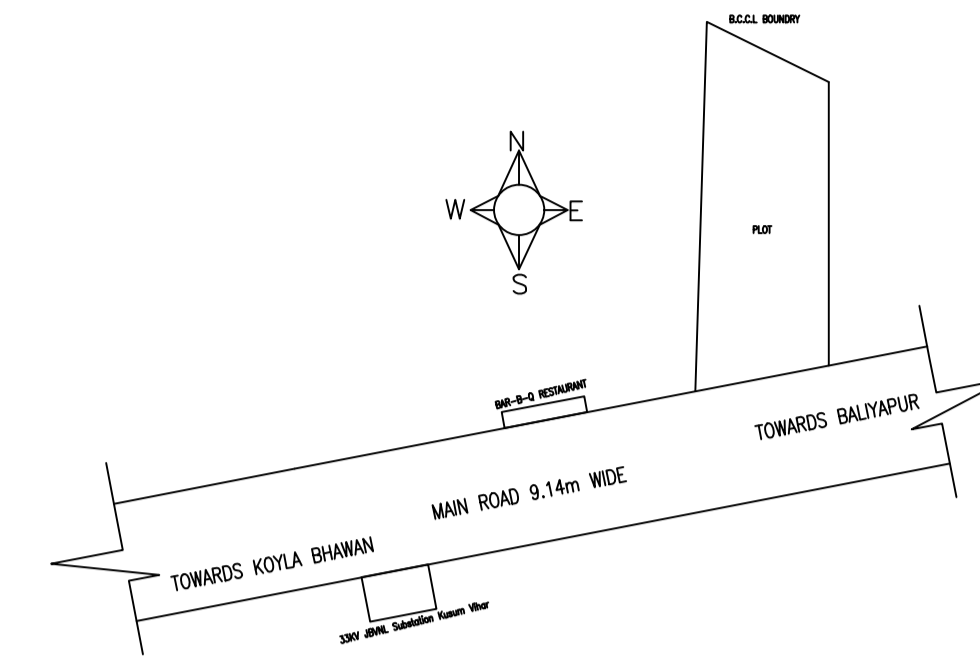 B.C.C.L BOUNDRY
N
W
E
S
PLOT
BAR-B-Q RESTAURANT
TOWARDS BALIYAPUR
MAIN ROAD 9.14m WIDE
TOWARDS KOYLA BHAWAN
33KV JBVNL Substation Kusum Vihar